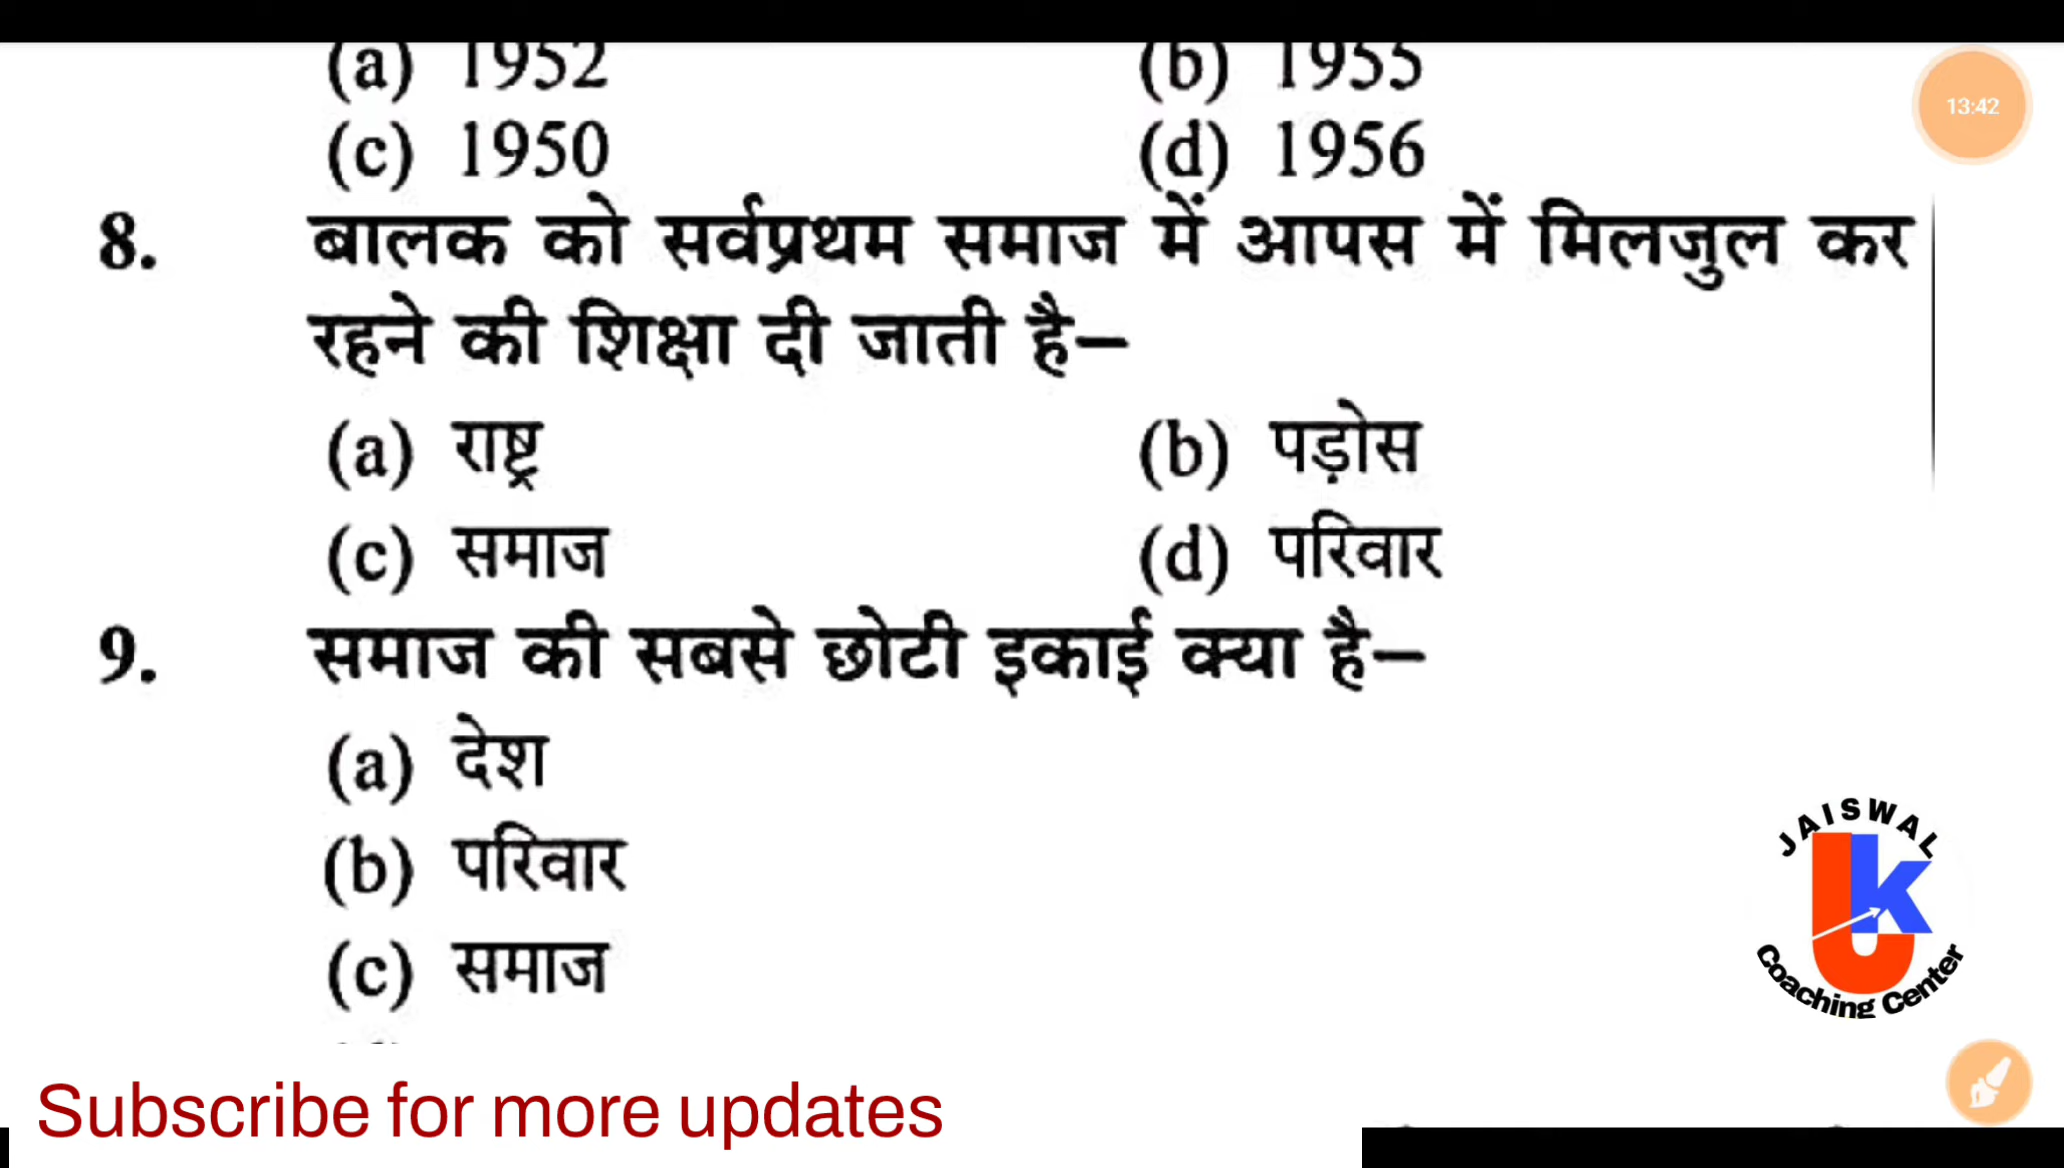 (a) 1952 (b) 1955
13:42
(c) 1950 (d) 1956
8. बालक को सर्वप्रथम समाज में आपस में मिलजुल कर
रहने की शिक्षा दी जाती है–
(a) राष्ट्र (b) पड़ोस
(c) समाज (d) परिवार
9. समाज की सबसे छोटी इकाई क्या है–
(a) देश
(b) परिवार
(c) समाज
JAISWAL
Jk
Coaching Center
Subscribe for more updates